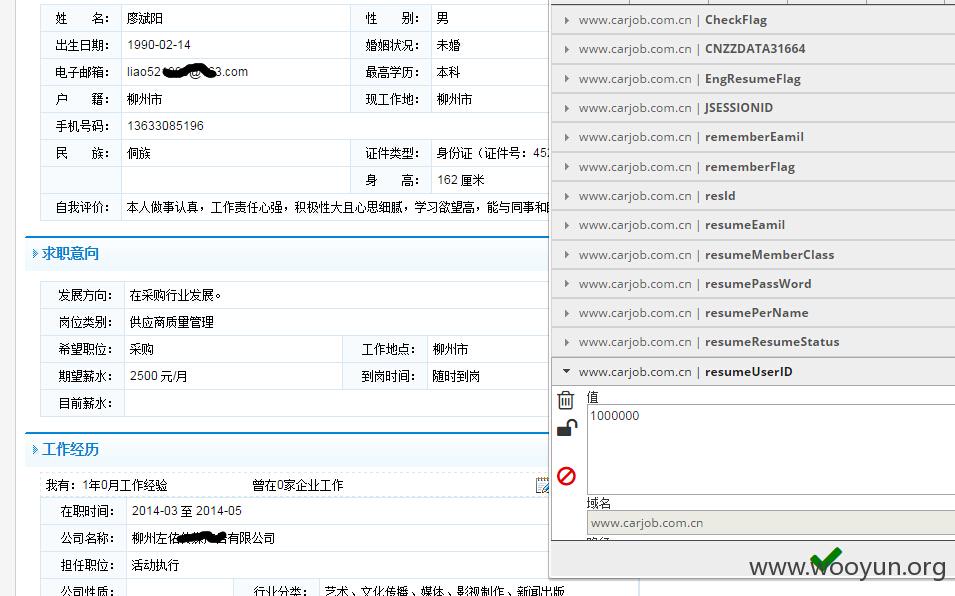 姓 名： 廖斌阳 性 别： 男
出生日期： 1990-02-14 婚姻状况： 未婚
电子邮箱： liao52 @ 3.com 最高学历： 本科
户 籍： 柳州市 现工作地： 柳州市
手机号码： 13633085196
民 族： 侗族 证件类型： 身份证（证件号：452
身 高： 162 厘米
自我评价： 本人做事认真，工作责任心强，积极性大且心思细腻，学习欲望高，能与同事和
求职意向
发展方向： 在采购行业发展。
岗位类别： 供应商质量管理
希望职位： 采购 工作地点： 柳州市
期望薪水： 2500 元/月 到岗时间： 随时到岗
目前薪水：
工作经历
我有：1年0月工作经验 曾在0家企业工作
在职时间： 2014-03 至 2014-05
公司名称： 柳州左佑 有限公司
担任职位： 活动执行
公司性质： 行业分类： 艺术、文化传播、媒体、影视制作、新闻出版
www.carjob.com.cn | CheckFlag
www.carjob.com.cn | CNZZDATA31664
www.carjob.com.cn | EngResumeFlag
www.carjob.com.cn | JSESSIONID
www.carjob.com.cn | rememberEamil
www.carjob.com.cn | rememberFlag
www.carjob.com.cn | resId
www.carjob.com.cn | resumeEamil
www.carjob.com.cn | resumeMemberClass
www.carjob.com.cn | resumePassWord
www.carjob.com.cn | resumePerName
www.carjob.com.cn | resumeResumeStatus
www.carjob.com.cn | resumeUserID
值
1000000
域名
www.carjob.com.cn
www.wooyun.org